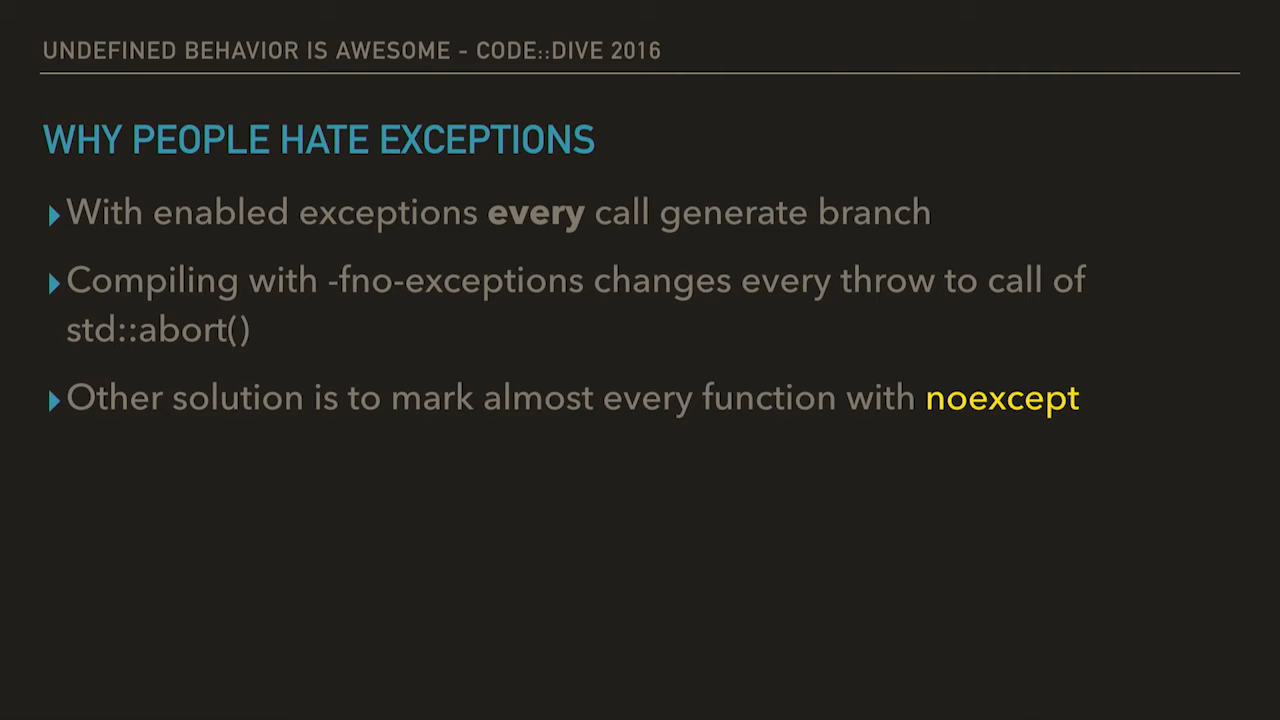 UNDEFINED BEHAVIOR IS AWESOME - CODE::DIVE 2016
WHY PEOPLE HATE EXCEPTIONS
With enabled exceptions every call generate branch
Compiling with -fno-exceptions changes every throw to call of
std::abort()
Other solution is to mark almost every function with noexcept